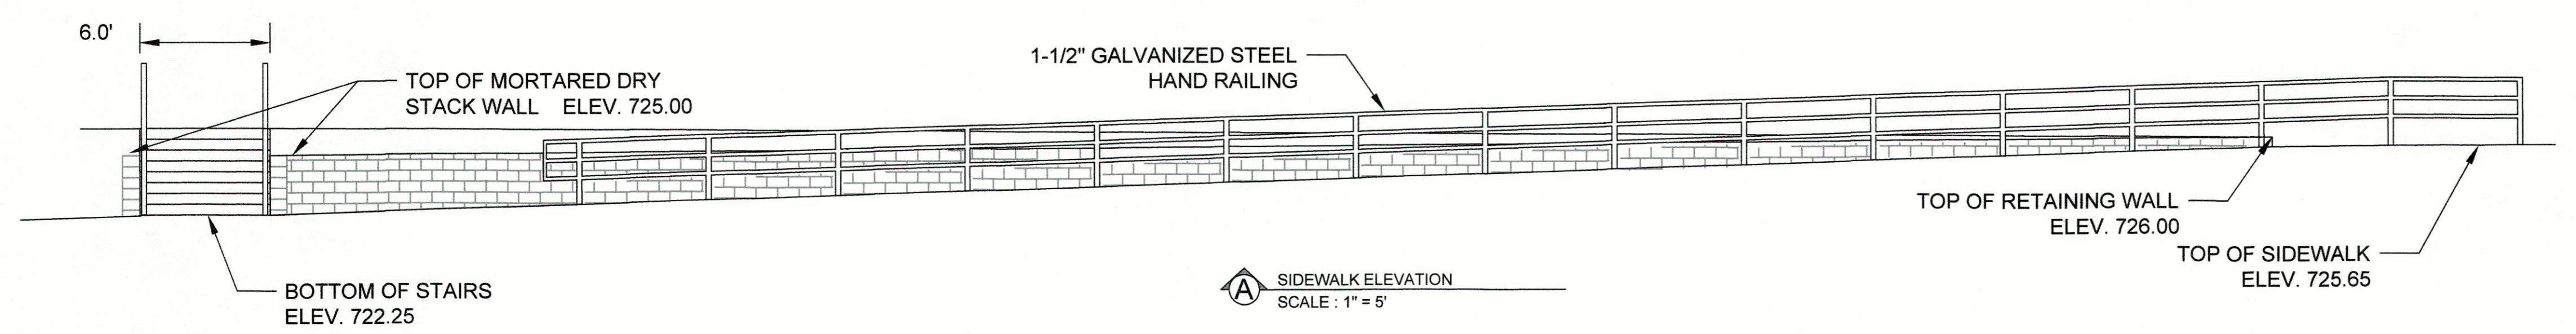 6.0'
TOP OF MORTARED DRY
STACK WALL ELEV. 725.00
1-1/2" GALVANIZED STEEL
HAND RAILING
TOP OF RETAINING WALL
ELEV. 726.00
TOP OF SIDEWALK
ELEV. 725.65
BOTTOM OF STAIRS
ELEV. 722.25
A
SIDEWALK ELEVATION
SCALE : 1" = 5'